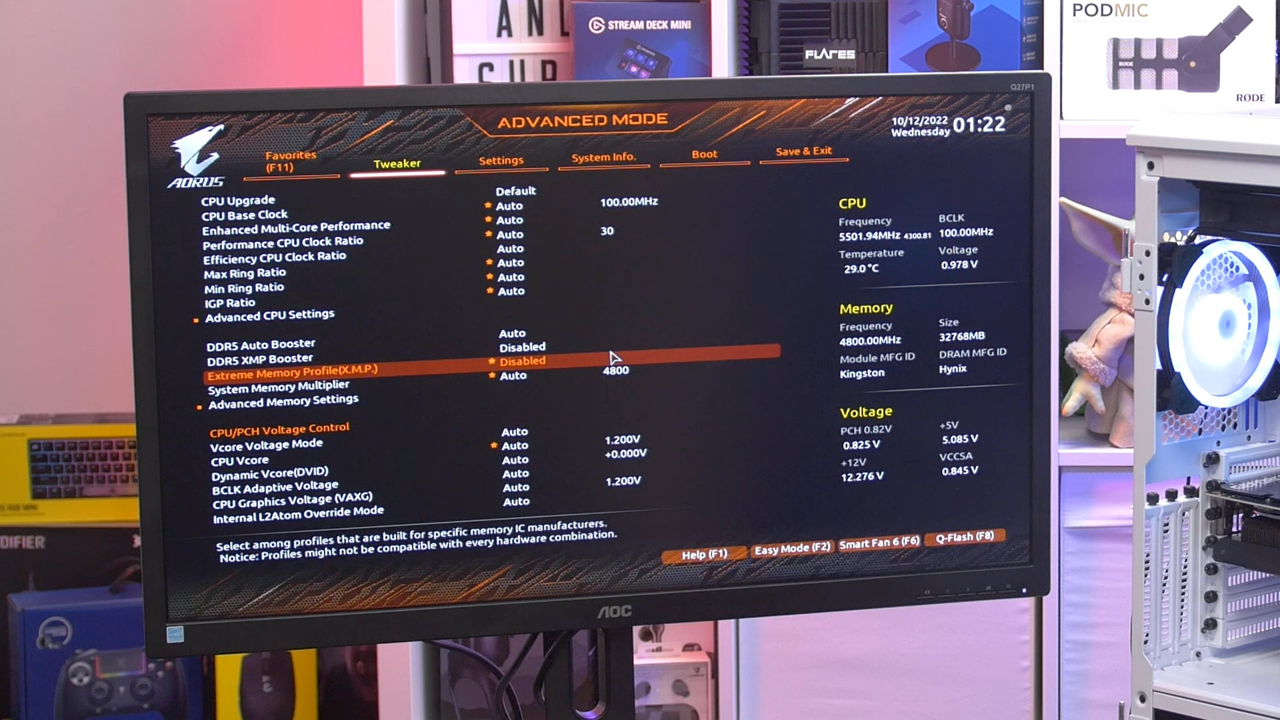 AN
CUP
STREAM DECK MINI
FLARES
PODMIC
RODE
RØDE
Q27P1
ADVANCED MODE
10/12/2022
Wednesday 01:22
AORUS
Favorites
(F11)
Tweaker
Settings
System Info.
Boot
Save & Exit
CPU Upgrade Default
CPU Base Clock Auto 100.00MHz
Enhanced Multi-Core Performance Auto
Performance CPU Clock Ratio Auto 30
Efficiency CPU Clock Ratio Auto
Max Ring Ratio Auto
Min Ring Ratio Auto
IGP Ratio Auto
Advanced CPU Settings
DDR5 Auto Booster Auto
DDR5 XMP Booster Disabled
Extreme Memory Profile(X.M.P.) Disabled
System Memory Multiplier Auto 4800
Advanced Memory Settings
CPU/PCH Voltage Control
Vcore Voltage Mode Auto
CPU Vcore Auto 1.200V
Dynamic Vcore(DVID) Auto +0.000V
BCLK Adaptive Voltage Auto
CPU Graphics Voltage (VAXG) Auto 1.200V
Internal L2Atom Override Mode Auto
CPU
Frequency BCLK
5501.94MHz 4300.81 100.00MHz
Temperature Voltage
29.0 °C 0.978 V
Memory
Frequency Size
4800.00MHz 32768MB
Module MFG ID DRAM MFG ID
Kingston Hynix
Voltage
PCH 0.82V +5V
0.825 V 5.085 V
+12V VCCSA
12.276 V 0.845 V
Select among profiles that are built for specific memory IC manufacturers.
Notice: Profiles might not be compatible with every hardware combination.
Help (F1)
Easy Mode (F2)
Smart Fan 6 (F6)
Q-Flash (F8)
AOC